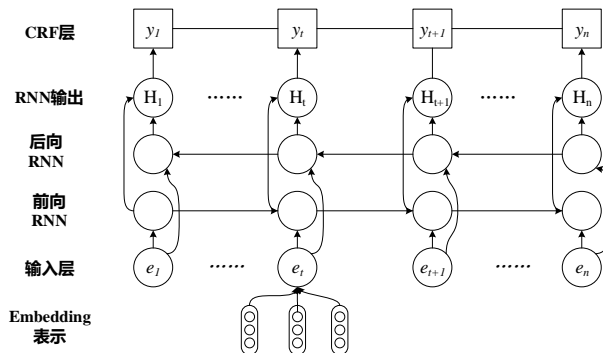 CRF层 y1 yt yt+1 yn
RNN输出 H1 …… Ht Ht+1 …… Hn
后向
RNN
前向
RNN
输入层 e1 …… et et+1 …… en
Embedding
表示